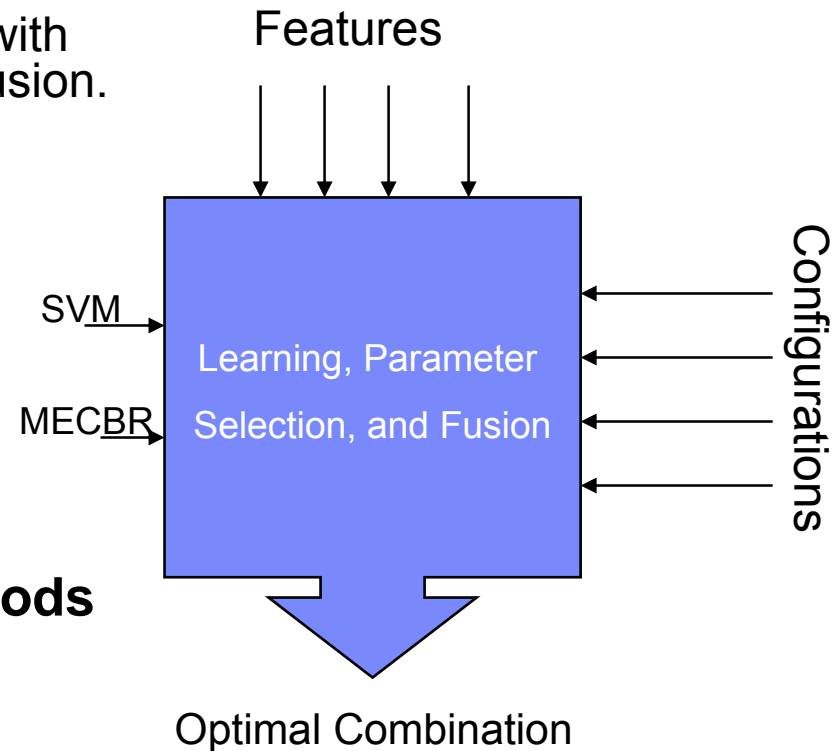 with
Features
usion.
SVM
Learning, Parameter
MECBR
Selection, and Fusion
Configurations
ods
Optimal Combination